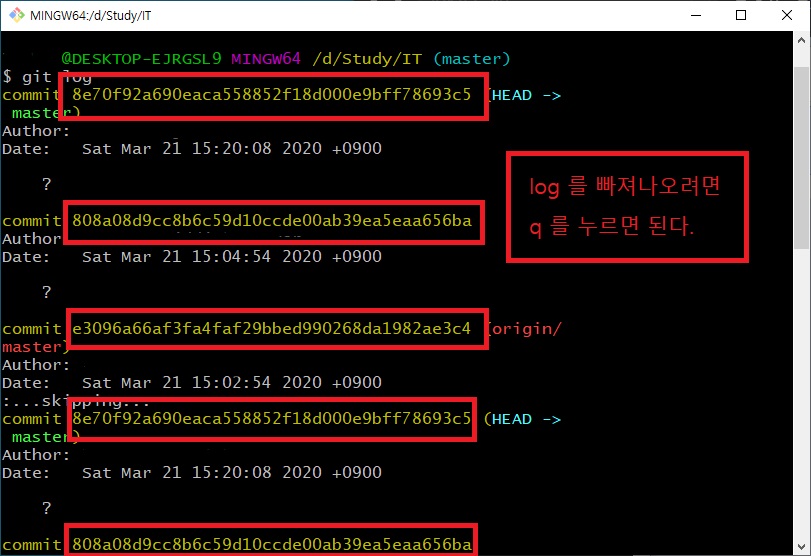 MINGW64:/d/Study/IT
@DESKTOP-EJRGSL9 MINGW64 /d/Study/IT (master)
$ git log
commit 8e70f92a690eaca558852f18d000e9bff78693c5 (HEAD ->
master)
Author:
Date:   Sat Mar 21 15:20:08 2020 +0900
?
commit 808a08d9cc8b6c59d10ccde00ab39ea5eaa656ba
Author:
Date:   Sat Mar 21 15:04:54 2020 +0900
?
commit e3096a66af3fa4faf29bbed990268da1982ae3c4 (origin/
master)
Author:
Date:   Sat Mar 21 15:02:54 2020 +0900
:...skipping...
commit 8e70f92a690eaca558852f18d000e9bff78693c5 (HEAD ->
master)
Author:
Date:   Sat Mar 21 15:20:08 2020 +0900
?
commit 808a08d9cc8b6c59d10ccde00ab39ea5eaa656ba
log 를 빠져나오려면
q 를 누르면 된다.